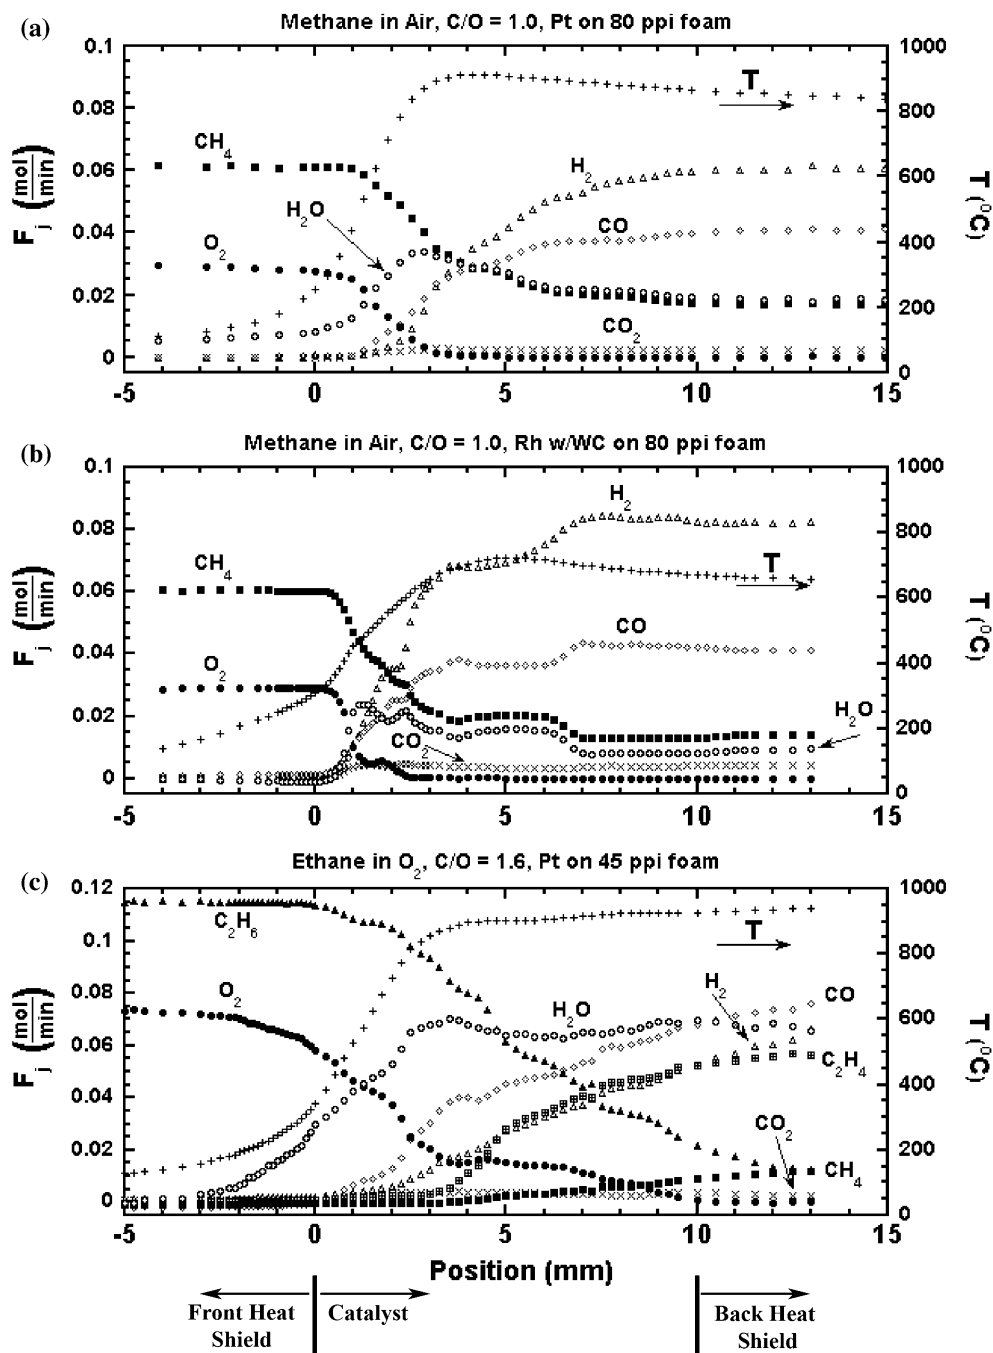 (a)
Methane in Air, C/O = 1.0, Pt on 80 ppi foam
0.1
0.08
0.06
0.04
0.02
0
F_j (mol/min)
1000
800
600
400
200
0
T (⁰C)
CH₄
O₂
H₂O
H₂
CO
CO₂
T
-5
0
5
10
15
(b)
Methane in Air, C/O = 1.0, Rh w/WC on 80 ppi foam
0.1
0.08
0.06
0.04
0.02
0
F_j (mol/min)
1000
800
600
400
200
0
T (⁰C)
CH₄
O₂
CO₂
H₂
T
CO
H₂O
-5
0
5
10
15
(c)
Ethane in O₂, C/O = 1.6, Pt on 45 ppi foam
0.12
0.1
0.08
0.06
0.04
0.02
0
F_j (mol/min)
1000
800
600
400
200
0
T (⁰C)
C₂H₆
O₂
H₂O
T
H₂
CO
C₂H₄
CO₂
CH₄
-5
0
5
10
15
Position (mm)
Front Heat
Shield
Catalyst
Back Heat
Shield